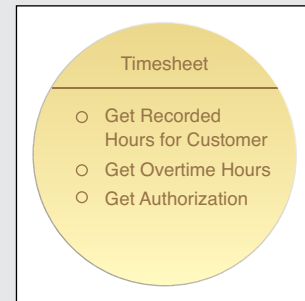 Timesheet
Get Recorded
Hours for Customer
Get Overtime Hours
Get Authorization